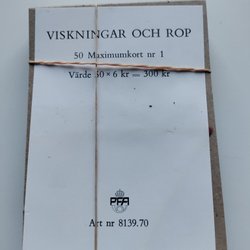 VISKNINGAR OCH ROP
50 Maximumkort nr 1
Värde 50 × 6 kr = 300 kr
PFA
Art nr 8139.70